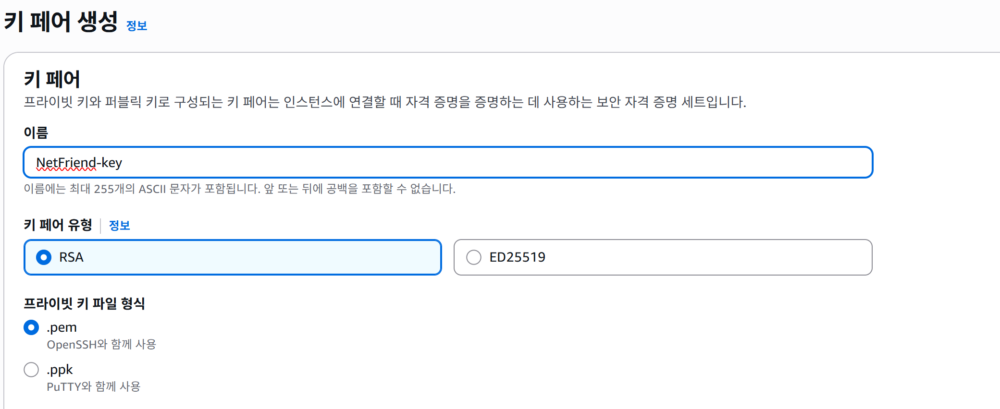 키 페어 생성 정보
키 페어
프라이빗 키와 퍼블릭 키로 구성되는 키 페어는 인스턴스에 연결할 때 자격 증명을 증명하는 데 사용하는 보안 자격 증명 세트입니다.
이름
NetFriend-key
이름에는 최대 255개의 ASCII 문자가 포함됩니다. 앞 또는 뒤에 공백을 포함할 수 없습니다.
키 페어 유형 정보
RSA ED25519
프라이빗 키 파일 형식
.pem
OpenSSH와 함께 사용
.ppk
PuTTY와 함께 사용